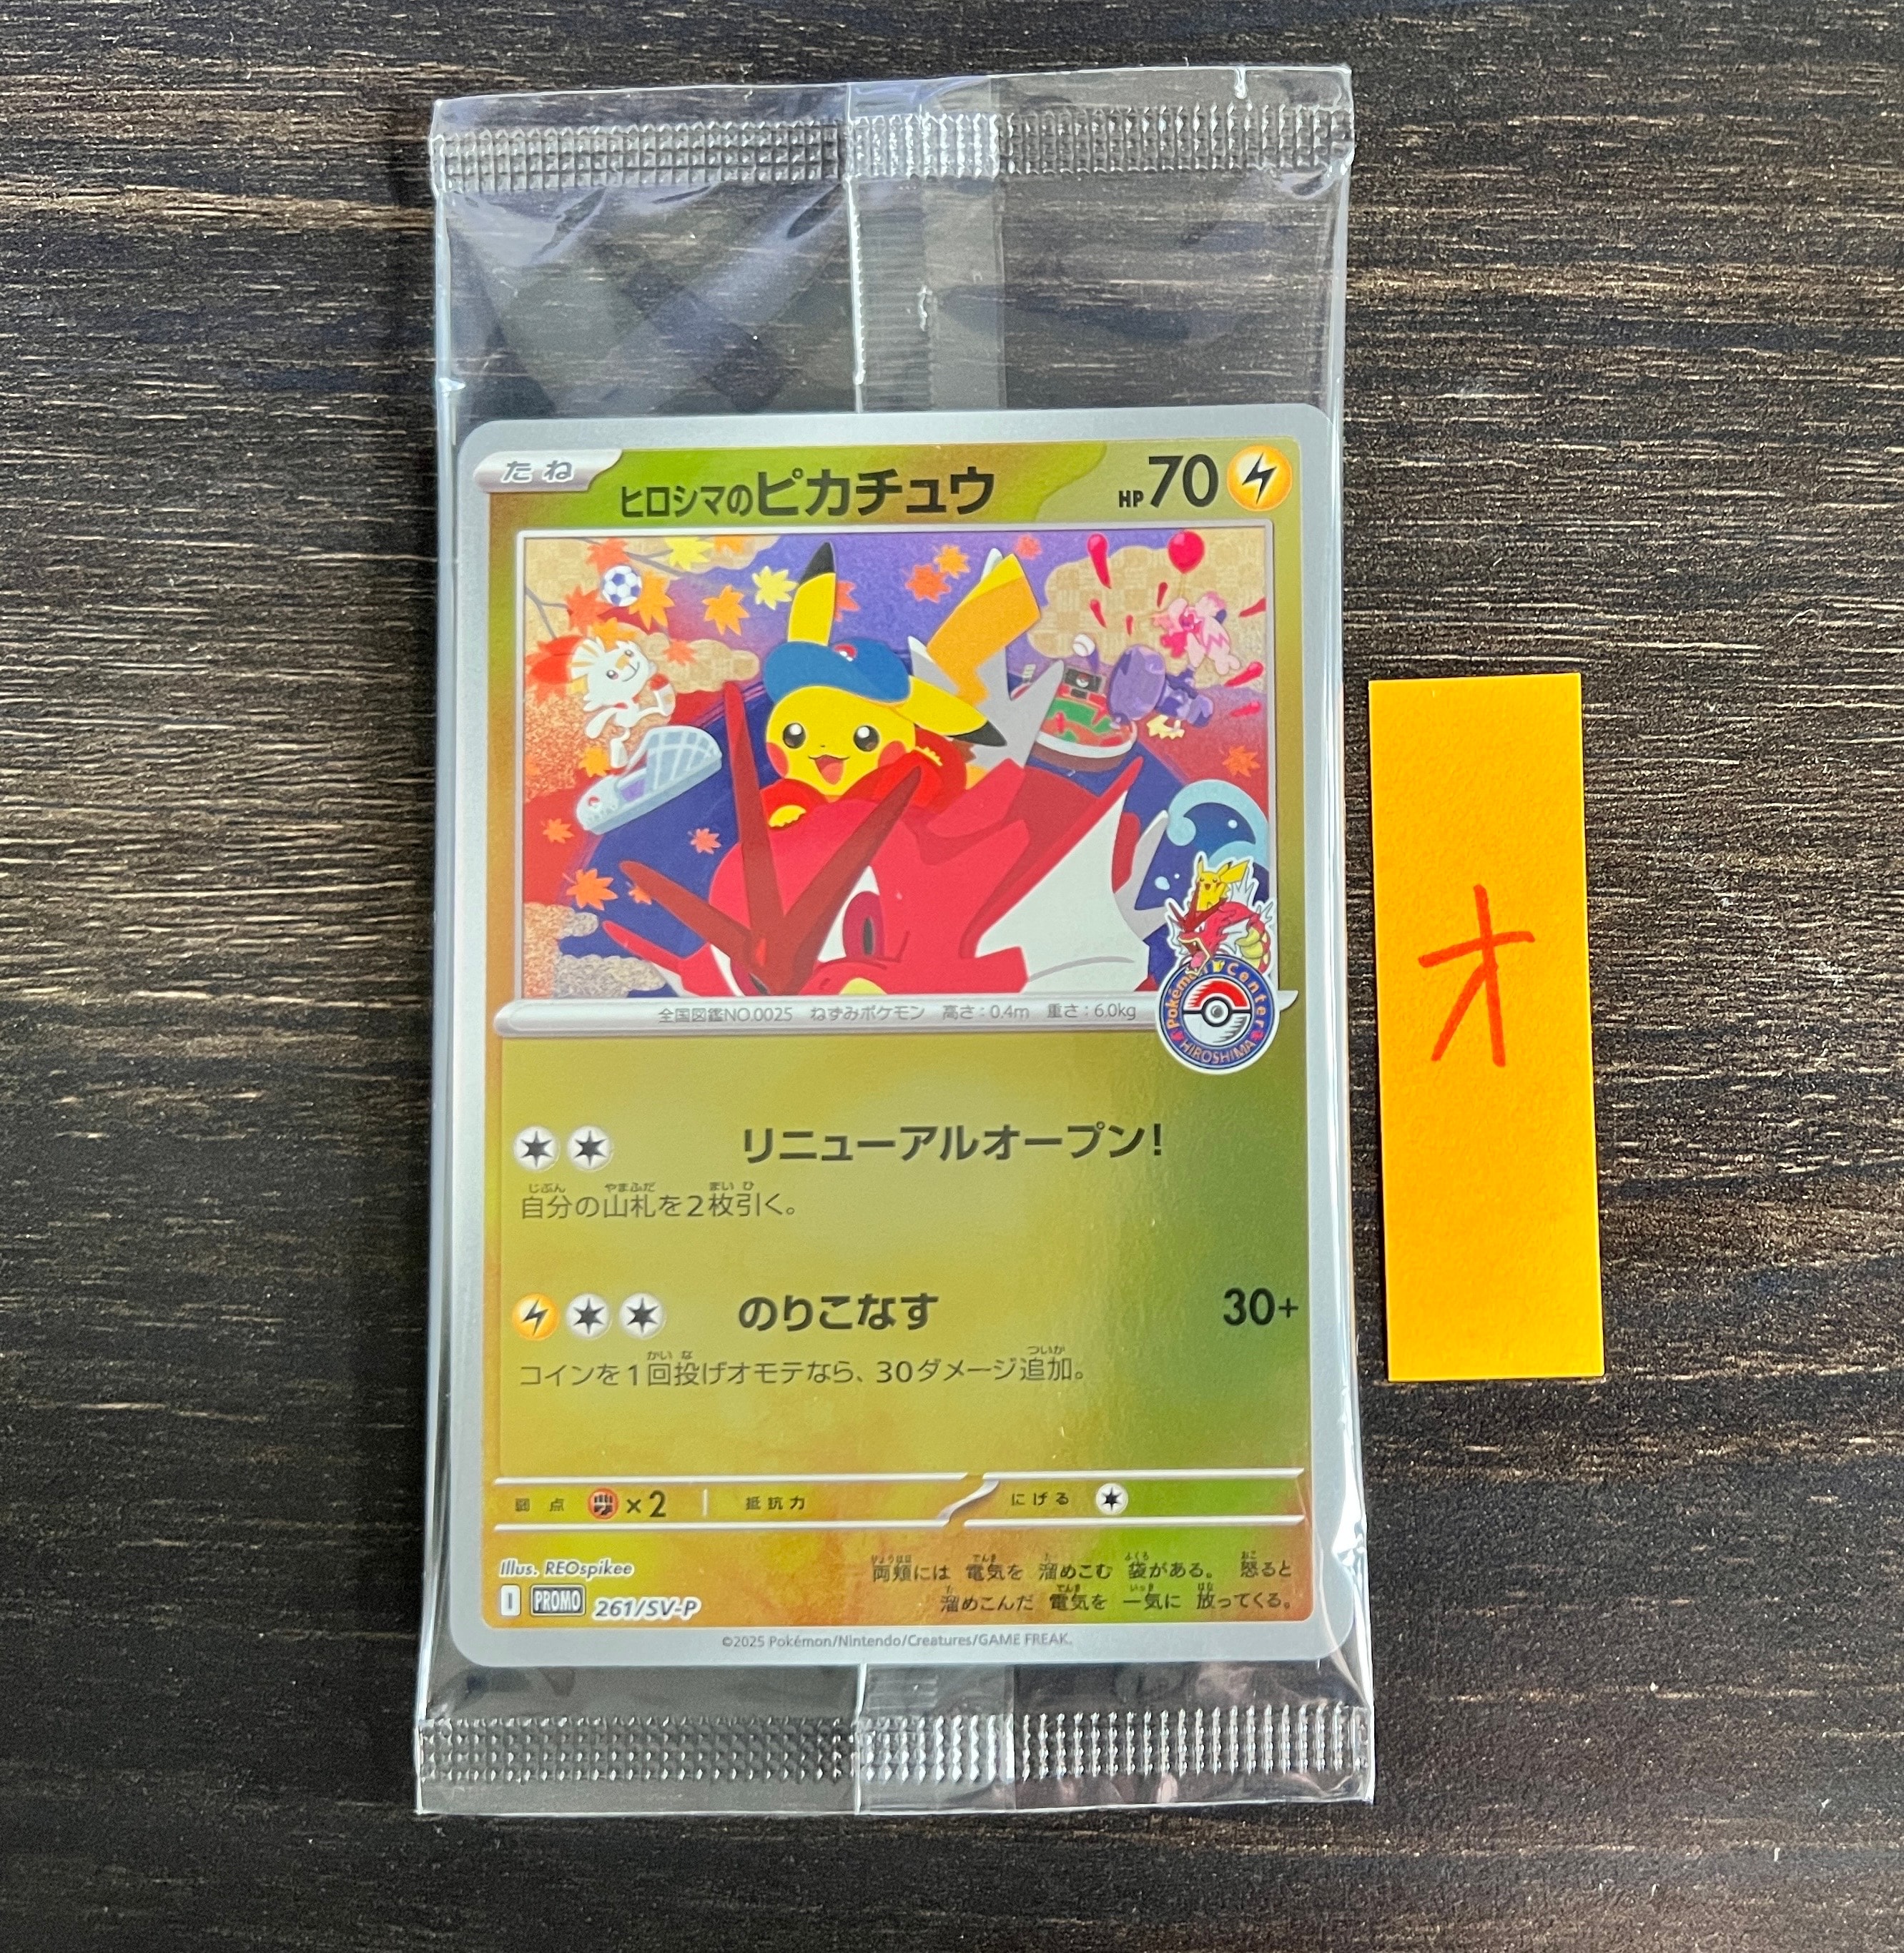 たね ヒロシマのピカチュウ HP70
全国図鑑NO.0025 ねずみポケモン 高さ:0.4m 重さ:6.0kg
Pokémon Center
HIROSHIMA
リニューアルオープン!
自分の山札を2枚引く。
のりこなす 30+
コインを1回投げオモテなら、30ダメージ追加。
弱点 ×2 抵抗力 にげる
Illus. REOspikee
両頬には 電気を 溜めこむ 袋がある。 怒ると
溜めこんだ 電気を 一気に 放ってくる。
I PROMO 261/SV-P
©2025 Pokémon/Nintendo/Creatures/GAME FREAK.
オ